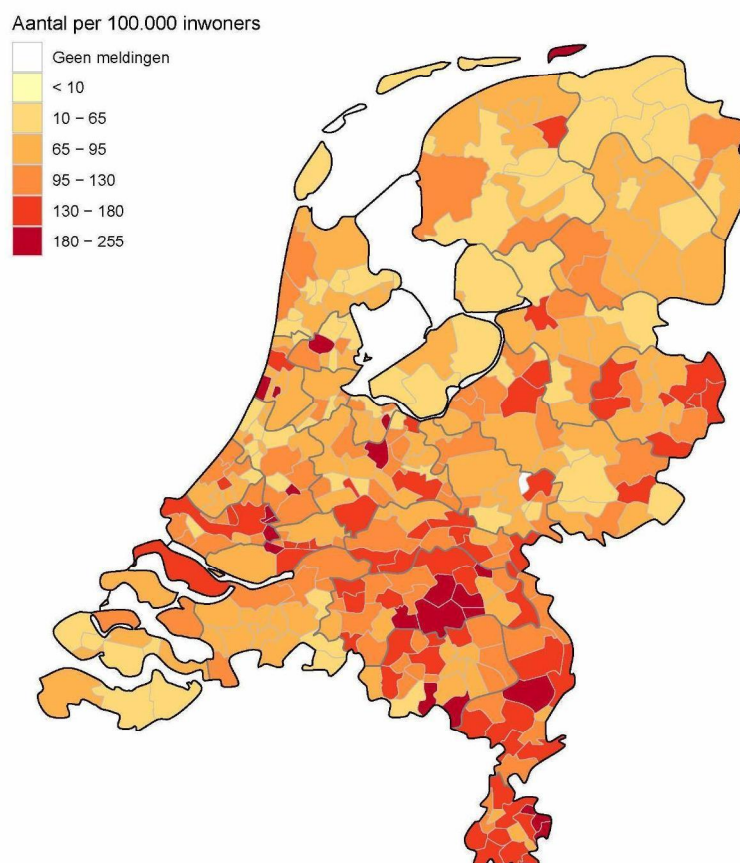 Aantal per 100.000 inwoners
Geen meldingen
< 10
10 – 65
65 – 95
95 – 130
130 – 180
180 – 255